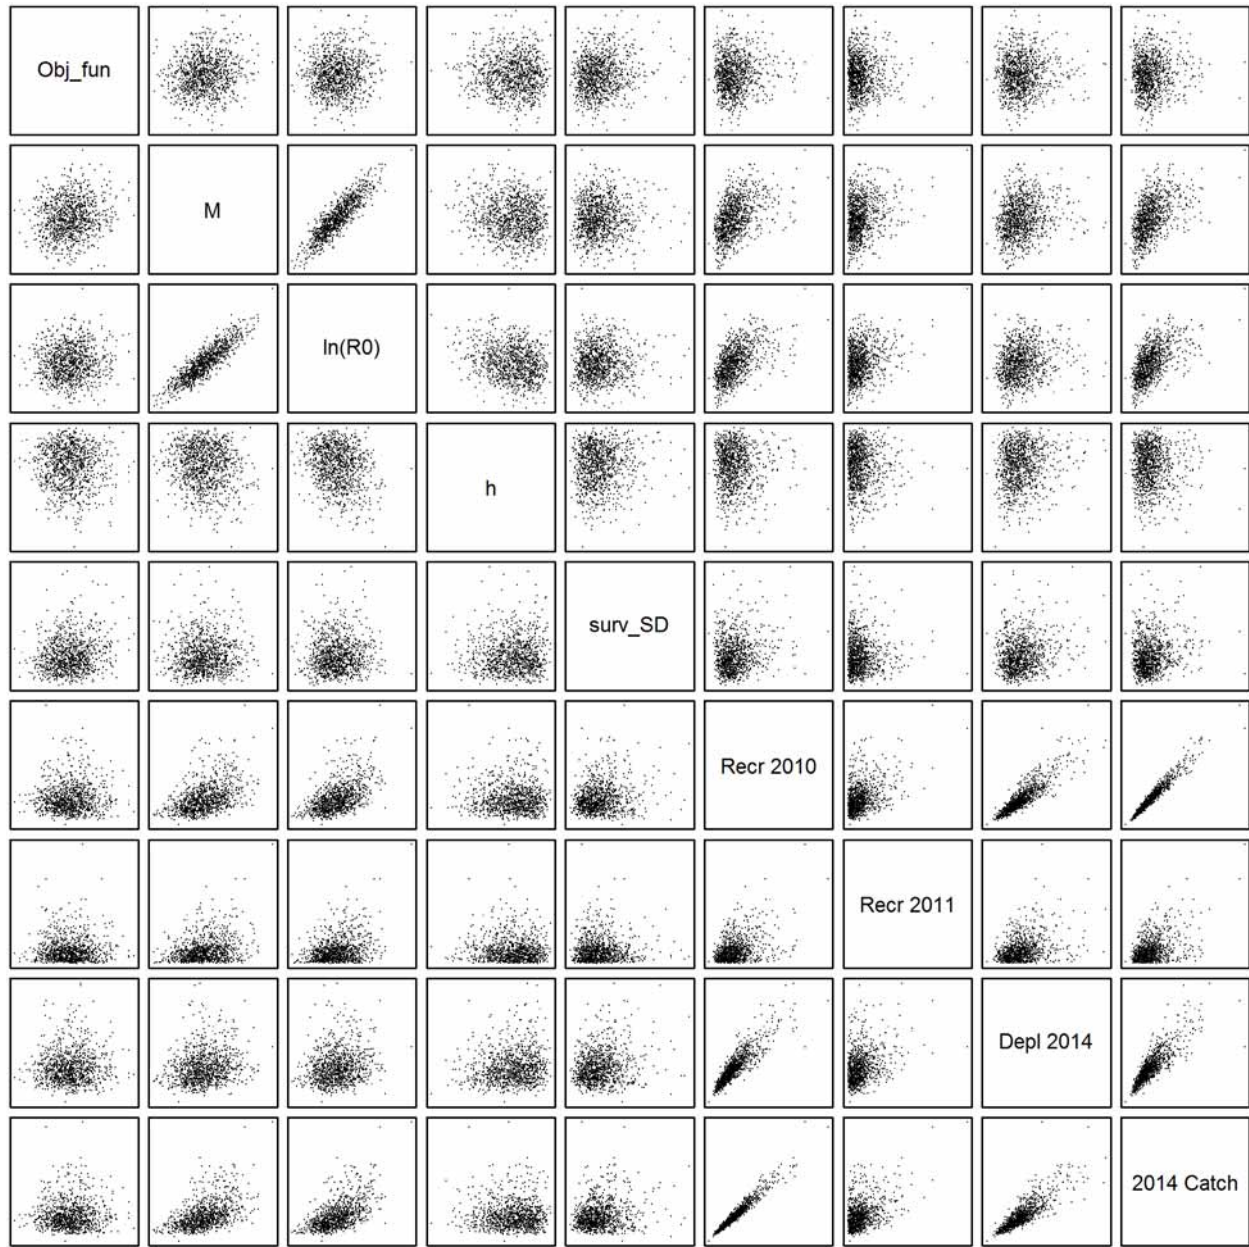 Obj_fun
M
ln(R0)
h
surv_SD
Recr 2010
Recr 2011
Depl 2014
2014 Catch